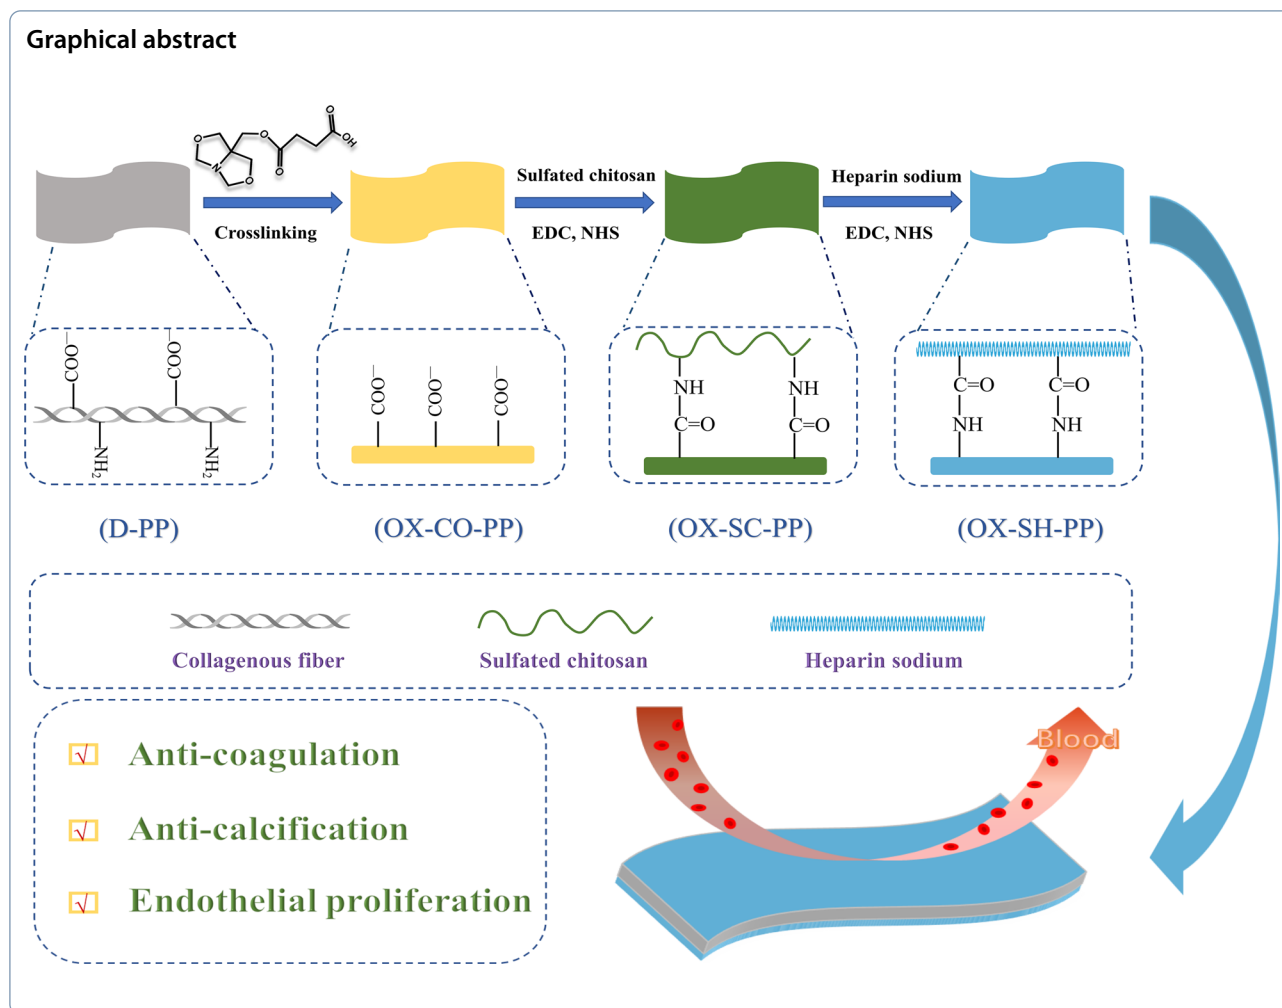 Graphical abstract
O
N
O
O
O
O
OH
Crosslinking
Sulfated chitosan
EDC, NHS
Heparin sodium
EDC, NHS
COO⁻
COO⁻
NH₂
NH₂
COO⁻
COO⁻
COO⁻
NH
C=O
NH
C=O
C=O
NH
C=O
NH
(D-PP)
(OX-CO-PP)
(OX-SC-PP)
(OX-SH-PP)
Collagenous fiber
Sulfated chitosan
Heparin sodium
√ Anti-coagulation
√ Anti-calcification
√ Endothelial proliferation
Blood